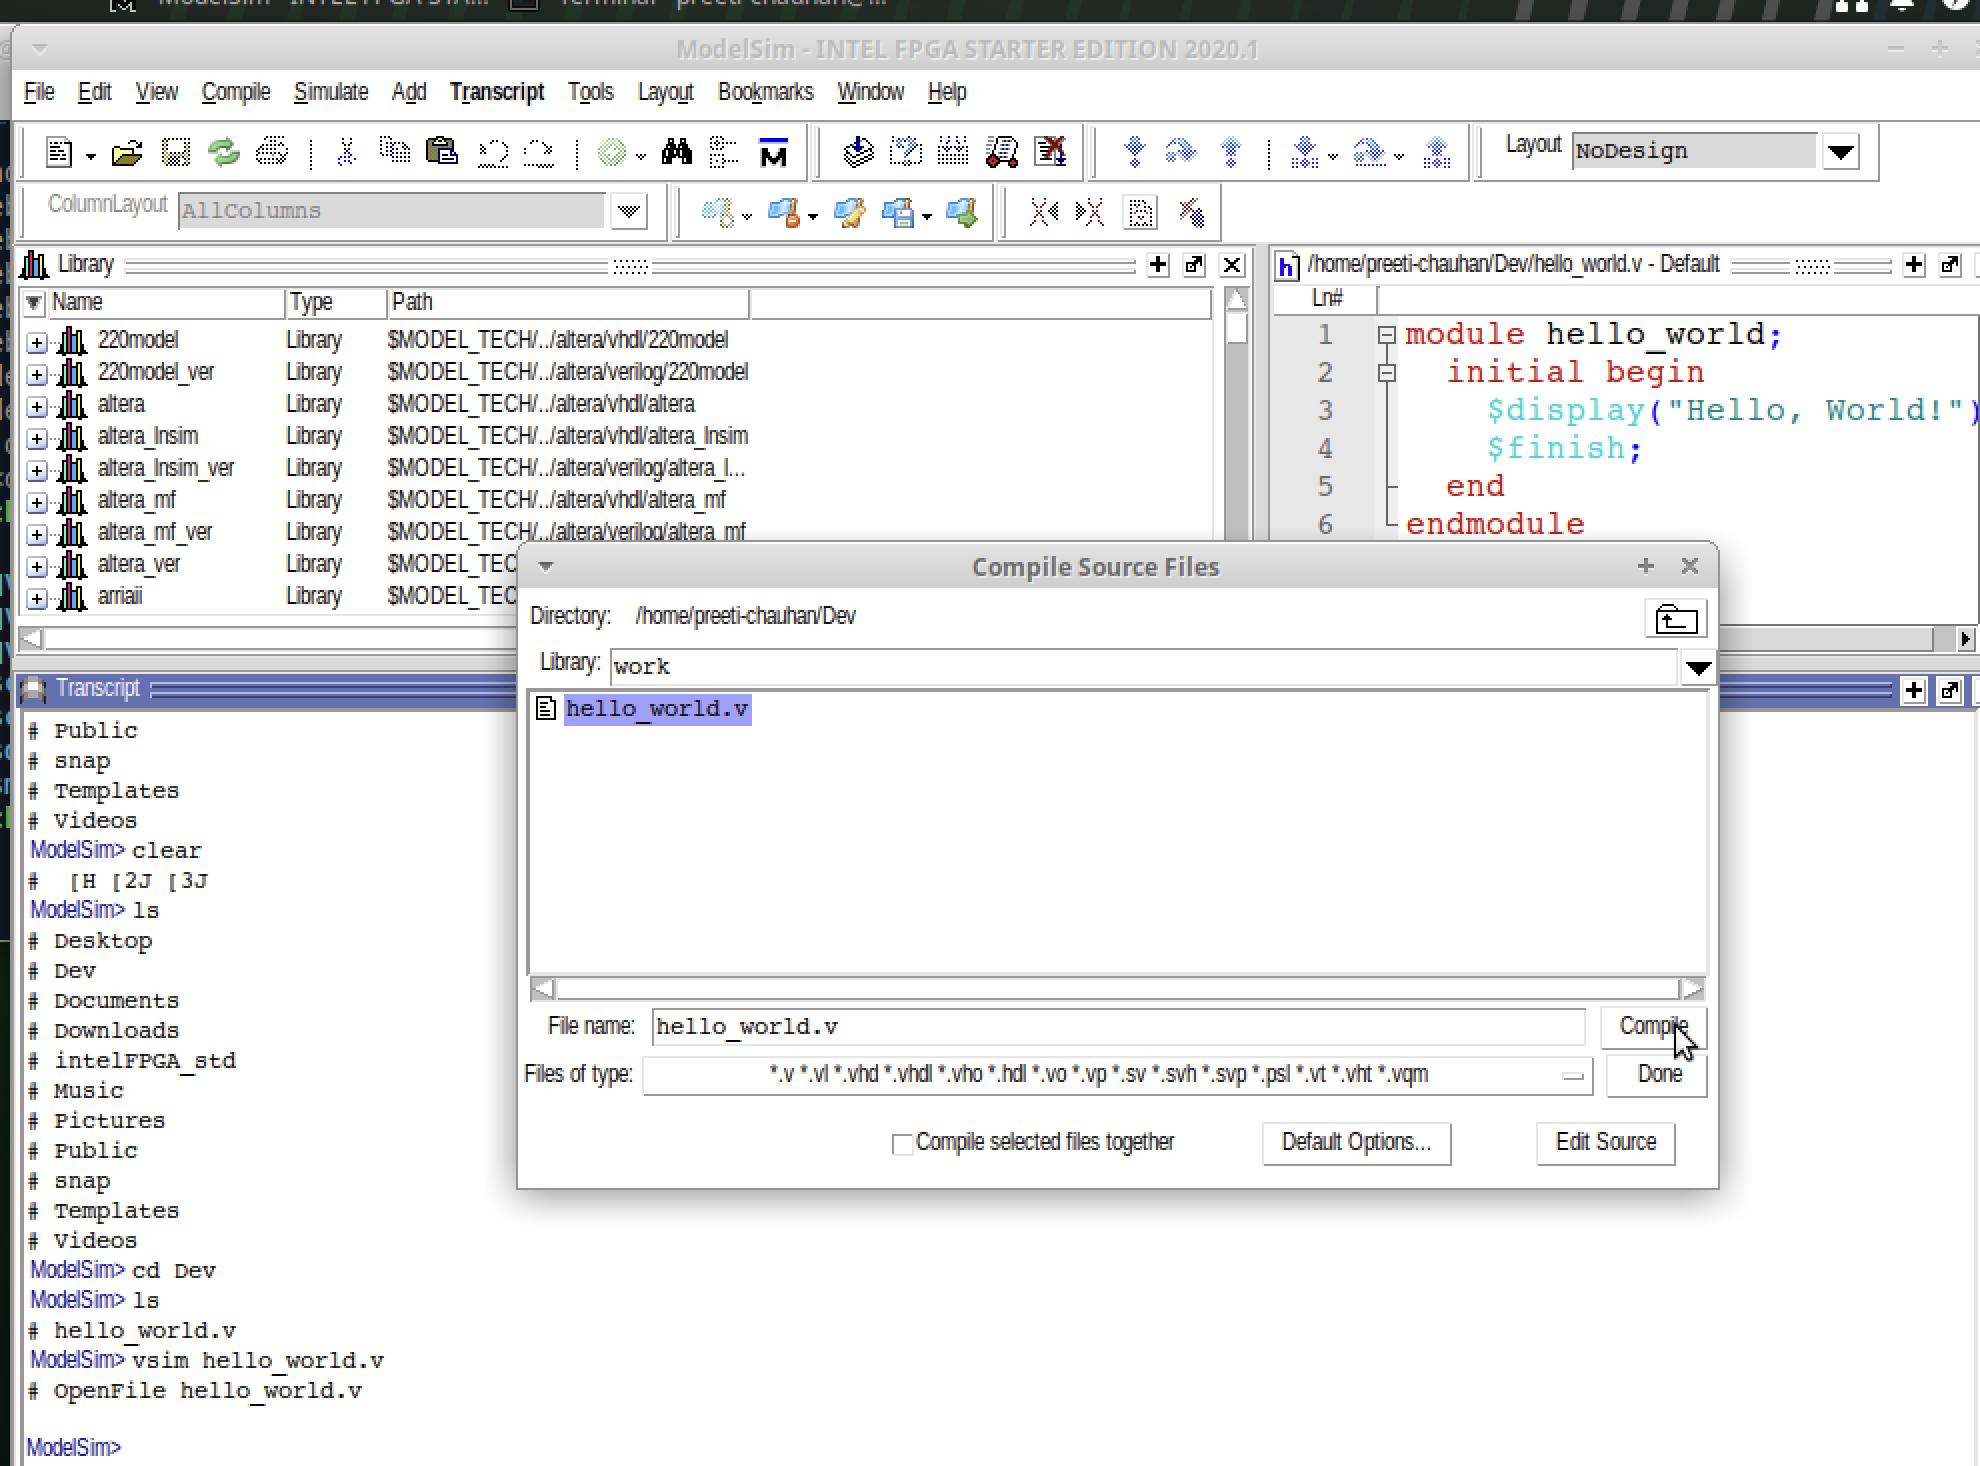 ModelSim - INTEL FPGA STARTER EDITION 2020.1
File Edit View Compile Simulate Add Transcript Tools Layout Bookmarks Window Help
Layout NoDesign
ColumnLayout AllColumns
Library
Name Type Path
220model Library $MODEL_TECH/../altera/vhdl/220model
220model_ver Library $MODEL_TECH/../altera/verilog/220model
altera Library $MODEL_TECH/../altera/vhdl/altera
altera_lnsim Library $MODEL_TECH/../altera/vhdl/altera_lnsim
altera_lnsim_ver Library $MODEL_TECH/../altera/verilog/altera_l...
altera_mf Library $MODEL_TECH/../altera/vhdl/altera_mf
altera_mf_ver Library $MODEL_TECH/../altera/verilog/altera_mf
altera_ver Library $MODEL_TEC
arriaii Library $MODEL_TEC
/home/preeti-chauhan/Dev/hello_world.v - Default
Ln#
1 module hello_world;
2 initial begin
3 $display("Hello, World!")
4 $finish;
5 end
6 endmodule
Compile Source Files
Directory: /home/preeti-chauhan/Dev
Library: work
hello_world.v
File name: hello_world.v Compile
Files of type: *.v *.vl *.vhd *.vhdl *.vho *.hdl *.vo *.vp *.sv *.svh *.svp *.psl *.vt *.vht *.vqm Done
Compile selected files together Default Options... Edit Source
Transcript
# Public
# snap
# Templates
# Videos
ModelSim> clear
# [H [2J [3J
ModelSim> ls
# Desktop
# Dev
# Documents
# Downloads
# intelFPGA_std
# Music
# Pictures
# Public
# snap
# Templates
# Videos
ModelSim> cd Dev
ModelSim> ls
# hello_world.v
ModelSim> vsim hello_world.v
# OpenFile hello_world.v
ModelSim>